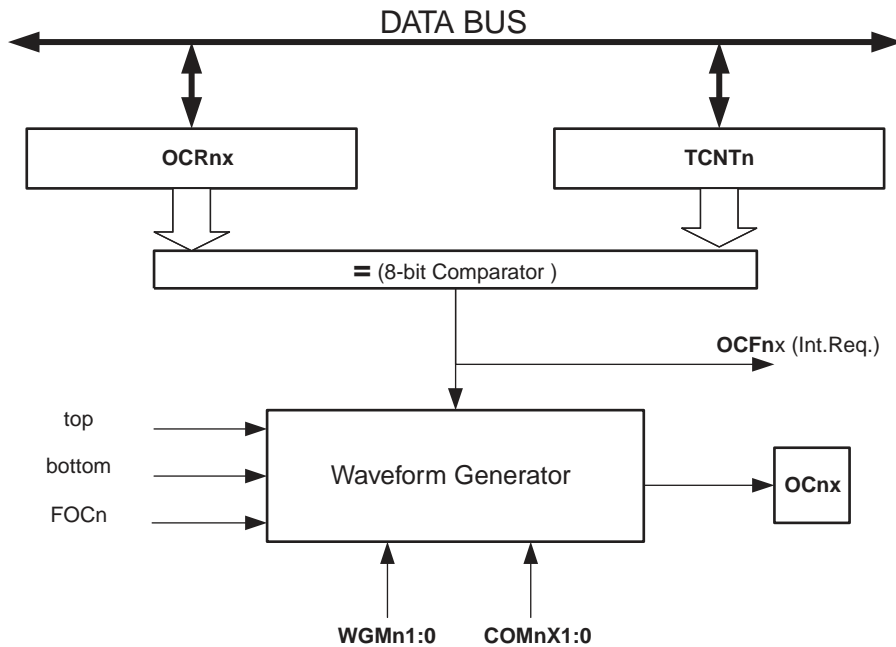 DATA BUS
OCRnx
TCNTn
= (8-bit Comparator )
OCFnx (Int.Req.)
top
bottom
FOCn
Waveform Generator
OCnx
WGMn1:0
COMnX1:0